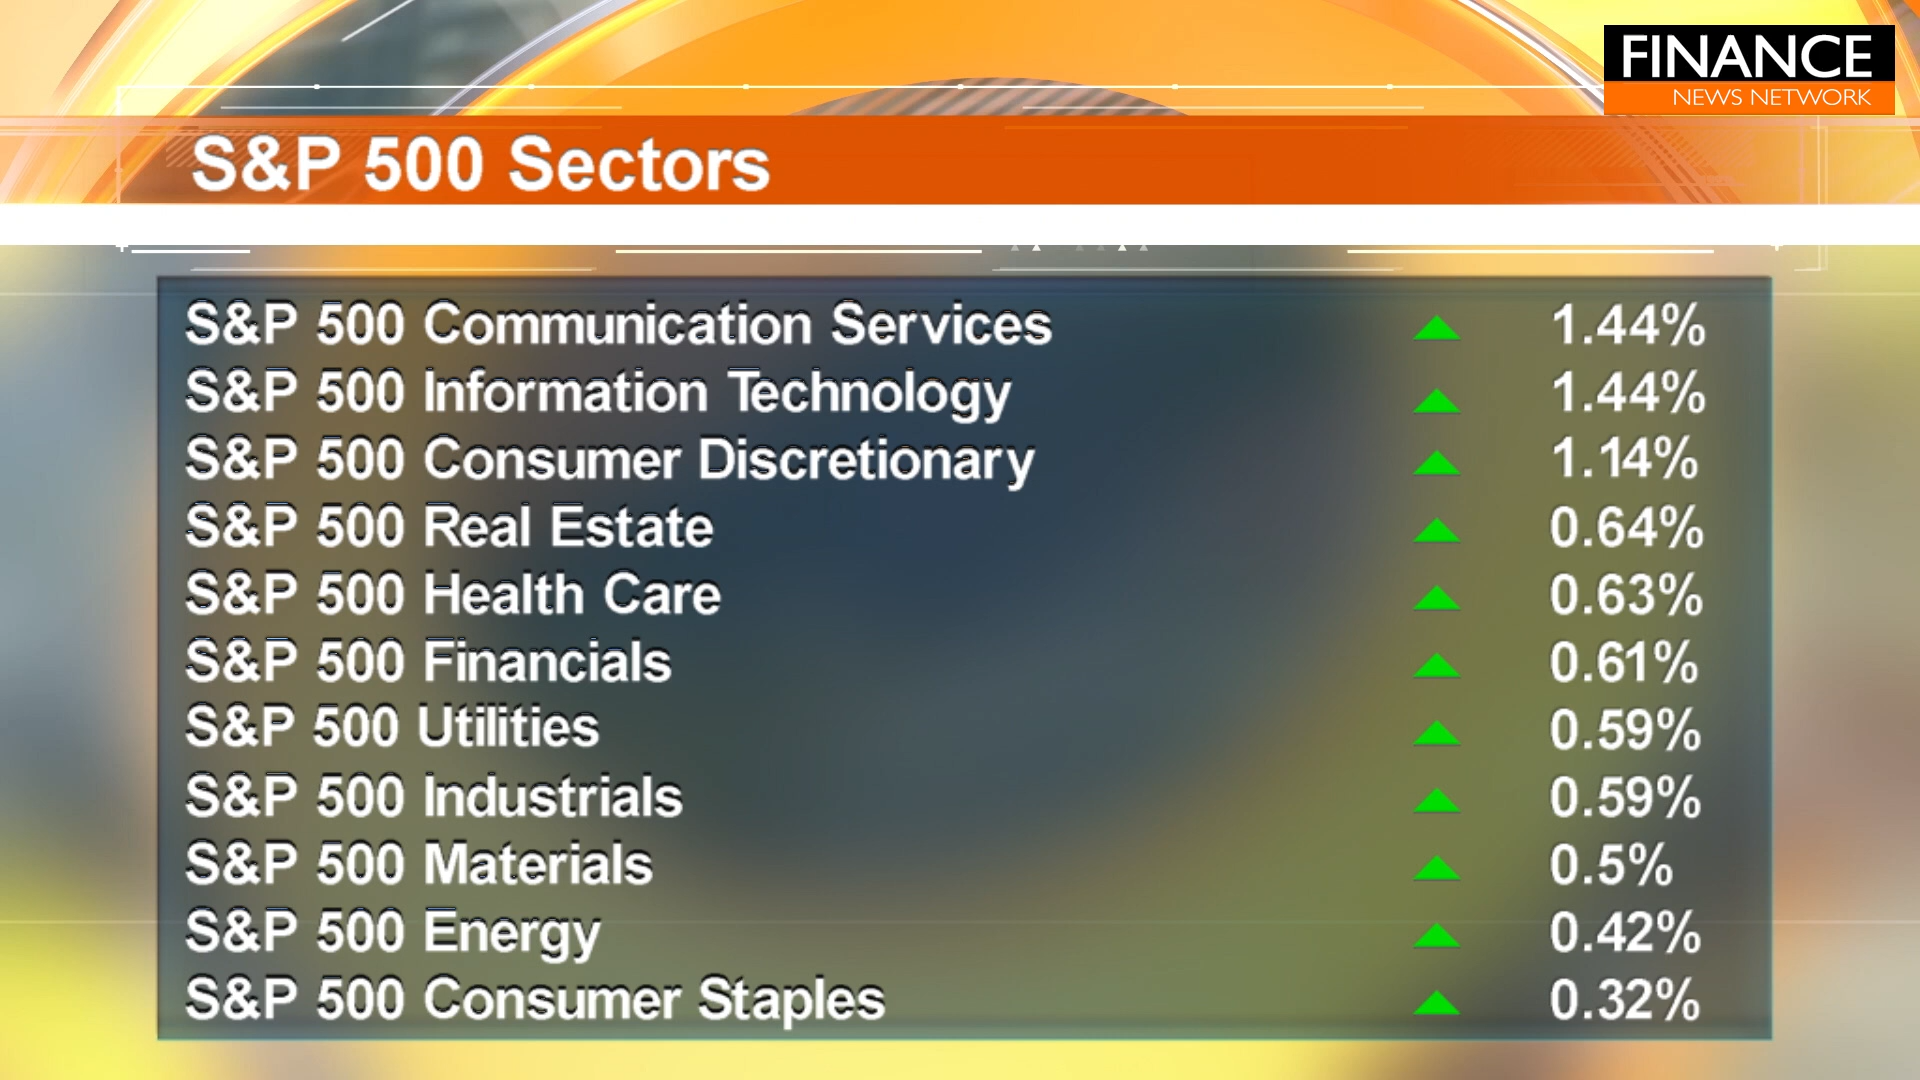 FINANCE
NEWS NETWORK
S&P 500 Sectors
S&P 500 Communication Services 1.44%
S&P 500 Information Technology 1.44%
S&P 500 Consumer Discretionary 1.14%
S&P 500 Real Estate 0.64%
S&P 500 Health Care 0.63%
S&P 500 Financials 0.61%
S&P 500 Utilities 0.59%
S&P 500 Industrials 0.59%
S&P 500 Materials 0.5%
S&P 500 Energy 0.42%
S&P 500 Consumer Staples 0.32%